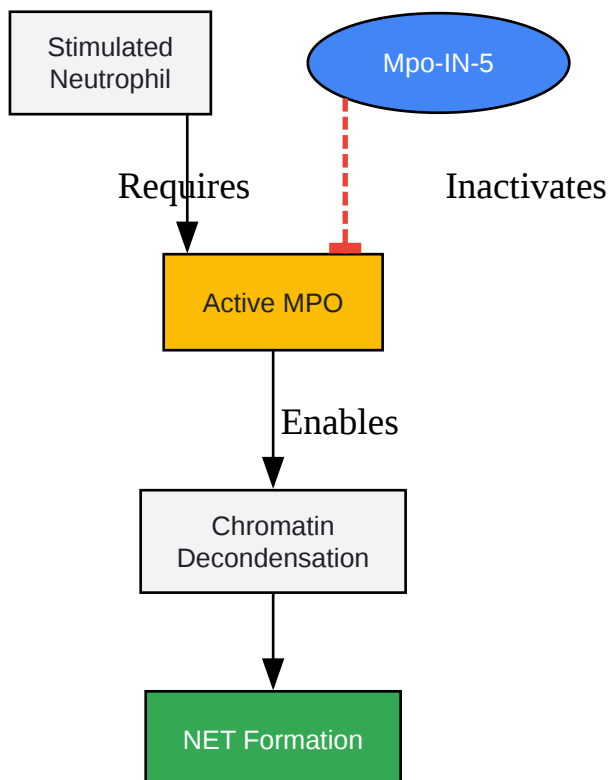 Stimulated
Neutrophil
Mpo-IN-5
Requires
Inactivates
Active MPO
Enables
Chromatin
Decondensation
NET Formation